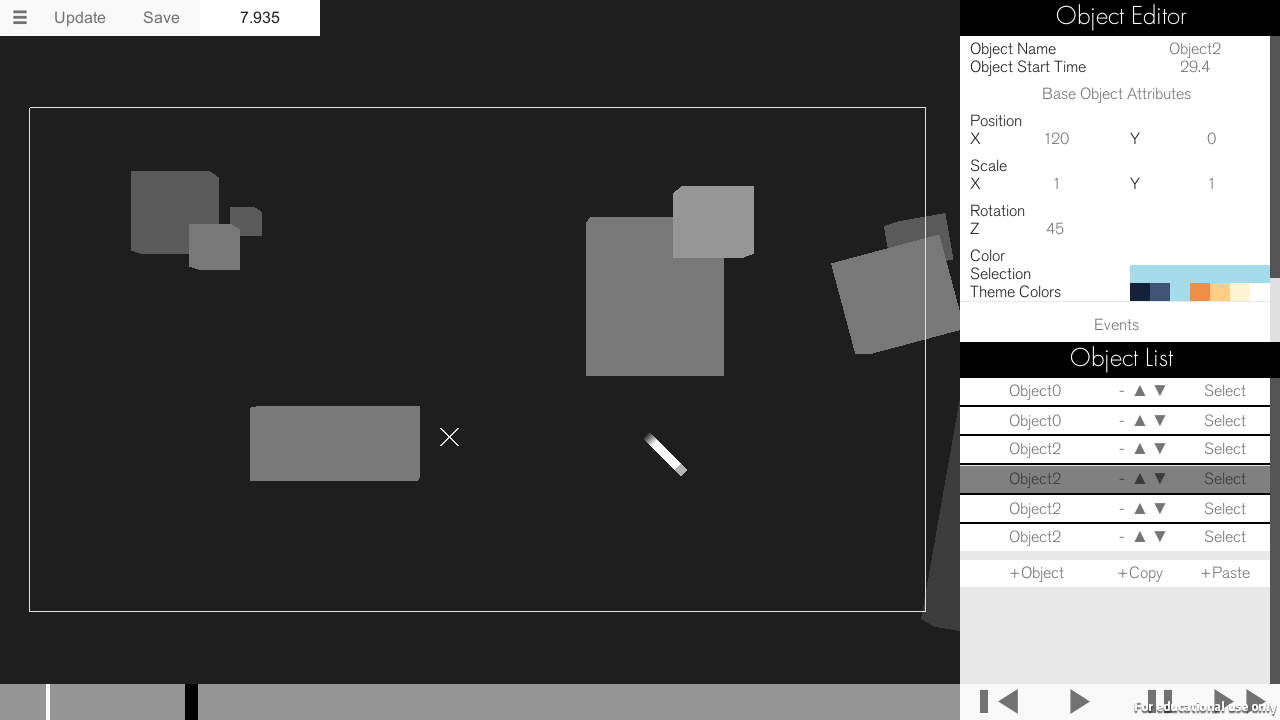 Update Save 7.935
Object Editor
Object Name Object2
Object Start Time 29.4
Base Object Attributes
Position
X 120 Y 0
Scale
X 1 Y 1
Rotation
Z 45
Color
Selection
Theme Colors
Events
Object List
Object0 - ▲ ▼ Select
Object0 - ▲ ▼ Select
Object2 - ▲ ▼ Select
Object2 - ▲ ▼ Select
Object2 - ▲ ▼ Select
Object2 - ▲ ▼ Select
+Object +Copy +Paste
For educational use only